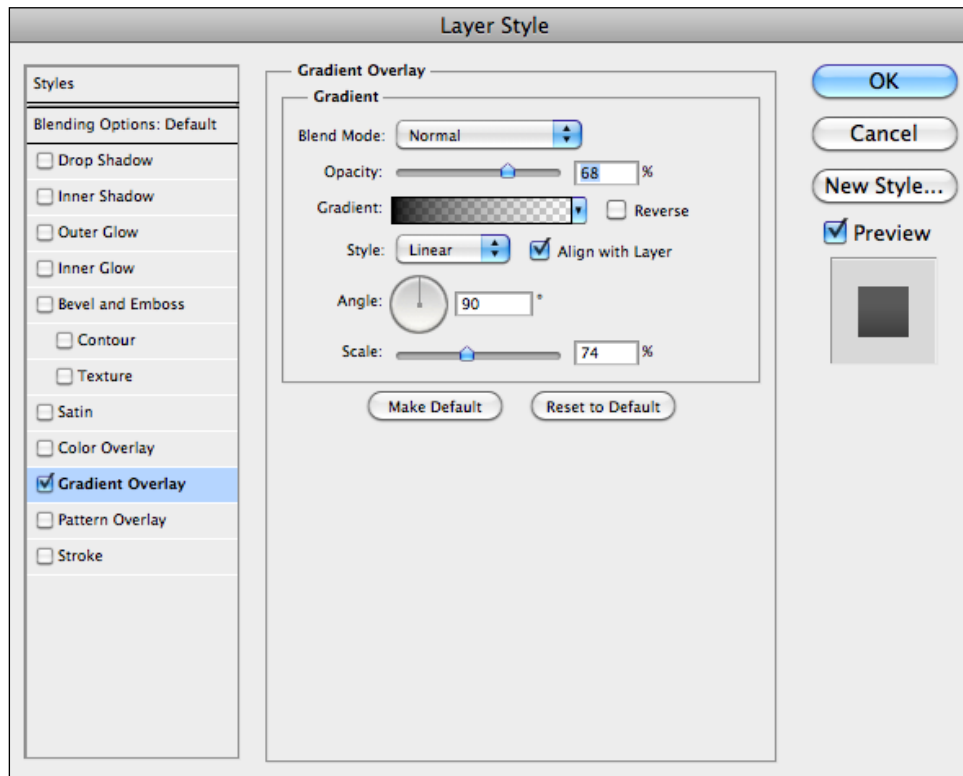 Layer Style
Styles
Blending Options: Default
Drop Shadow
Inner Shadow
Outer Glow
Inner Glow
Bevel and Emboss
Contour
Texture
Satin
Color Overlay
Gradient Overlay
Pattern Overlay
Stroke
Gradient Overlay
Gradient
Blend Mode: Normal
Opacity: 68 %
Gradient: Reverse
Style: Linear Align with Layer
Angle: 90 °
Scale: 74 %
Make Default Reset to Default
OK
Cancel
New Style...
Preview